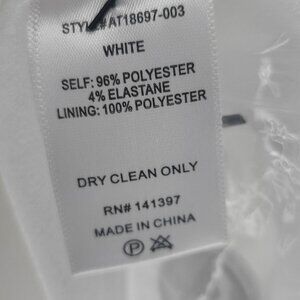 STYLE#AT18697-003
WHITE
SELF: 96% POLYESTER
4% ELASTANE
LINING: 100% POLYESTER
DRY CLEAN ONLY
RN# 141397
MADE IN CHINA
P